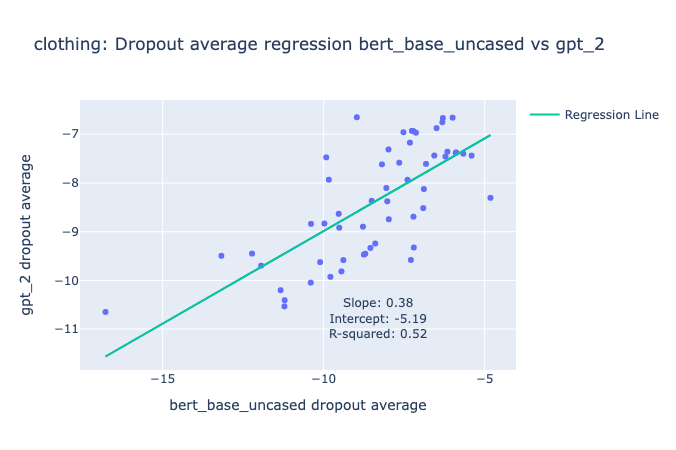 clothing: Dropout average regression bert_base_uncased vs gpt_2
Regression Line
−7
−8
−9
−10
−11
gpt_2 dropout average
Slope: 0.38
Intercept: -5.19
R-squared: 0.52
−15
−10
−5
bert_base_uncased dropout average